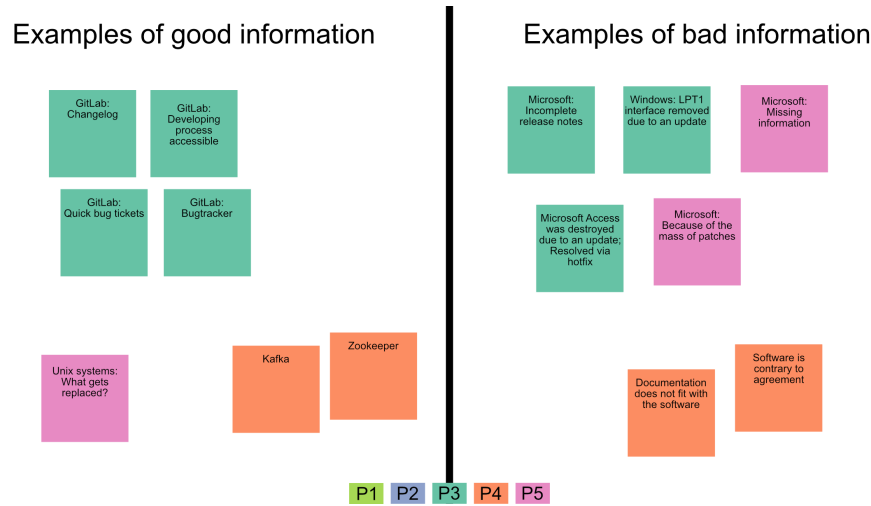 Examples of good information
Examples of bad information
GitLab:
Changelog
GitLab:
Developing
process
accessible
GitLab:
Quick bug tickets
GitLab:
Bugtracker
Unix systems:
What gets
replaced?
Kafka
Zookeeper
Microsoft:
Incomplete
release notes
Windows: LPT1
interface removed
due to an update
Microsoft:
Missing
information
Microsoft Access
was destroyed
due to an update;
Resolved via
hotfix
Microsoft:
Because of the
mass of patches
Documentation
does not fit with
the software
Software is
contrary to
agreement
P1 P2 P3 P4 P5